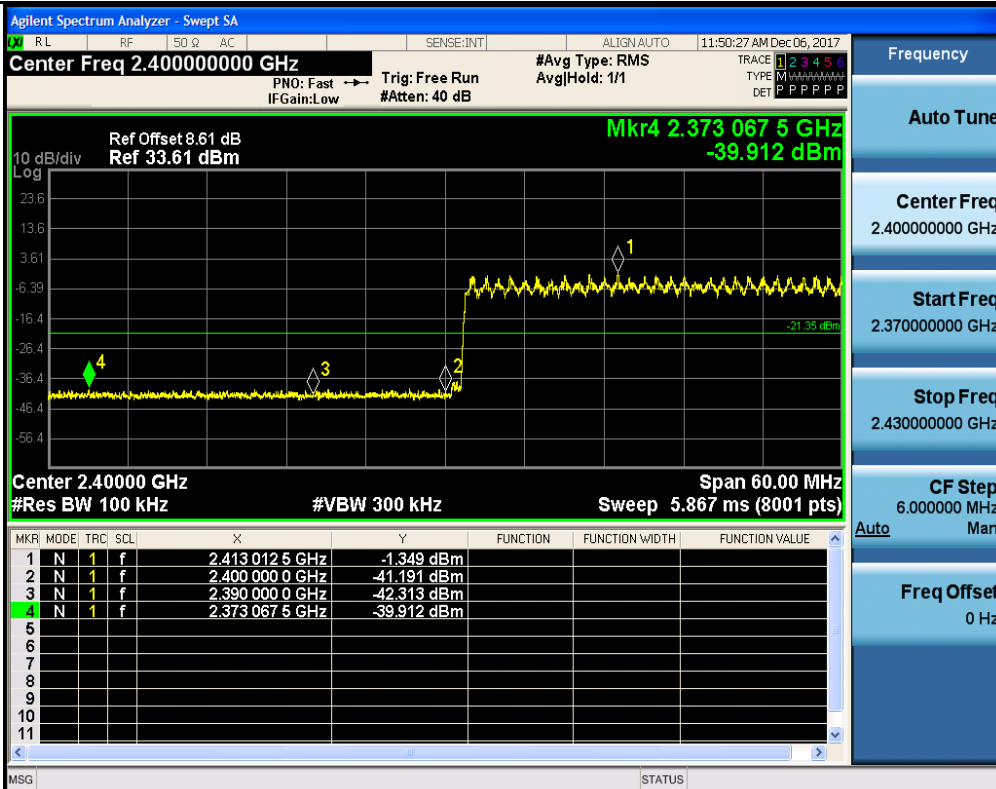 Agilent Spectrum Analyzer - Swept SA
LXI RL RF 50 Ω AC SENSE:INT ALIGN AUTO 11:50:27 AM Dec 06, 2017
Center Freq 2.400000000 GHz
PNO: Fast
IFGain:Low
Trig: Free Run
#Atten: 40 dB
#Avg Type: RMS
Avg|Hold: 1/1
TRACE 1 2 3 4 5 6
TYPE M
DET P P P P P P
Mkr4 2.373 067 5 GHz
-39.912 dBm
Ref Offset 8.61 dB
10 dB/div Ref 33.61 dBm
Log
23.6
13.6
3.61
-6.39
-16.4
-26.4
-36.4
-46.4
-56.4
1
-21.35 dBm
4
3
2
Center 2.40000 GHz Span 60.00 MHz
#Res BW 100 kHz #VBW 300 kHz Sweep 5.867 ms (8001 pts)
MKR MODE TRC SCL X Y FUNCTION FUNCTION WIDTH FUNCTION VALUE
1 N 1 f 2.413 012 5 GHz -1.349 dBm
2 N 1 f 2.400 000 0 GHz -41.191 dBm
3 N 1 f 2.390 000 0 GHz -42.313 dBm
4 N 1 f 2.373 067 5 GHz -39.912 dBm
5
6
7
8
9
10
11
MSG STATUS
Frequency
Auto Tune
Center Freq
2.400000000 GHz
Start Freq
2.370000000 GHz
Stop Freq
2.430000000 GHz
CF Step
6.000000 MHz
Auto Man
Freq Offset
0 Hz